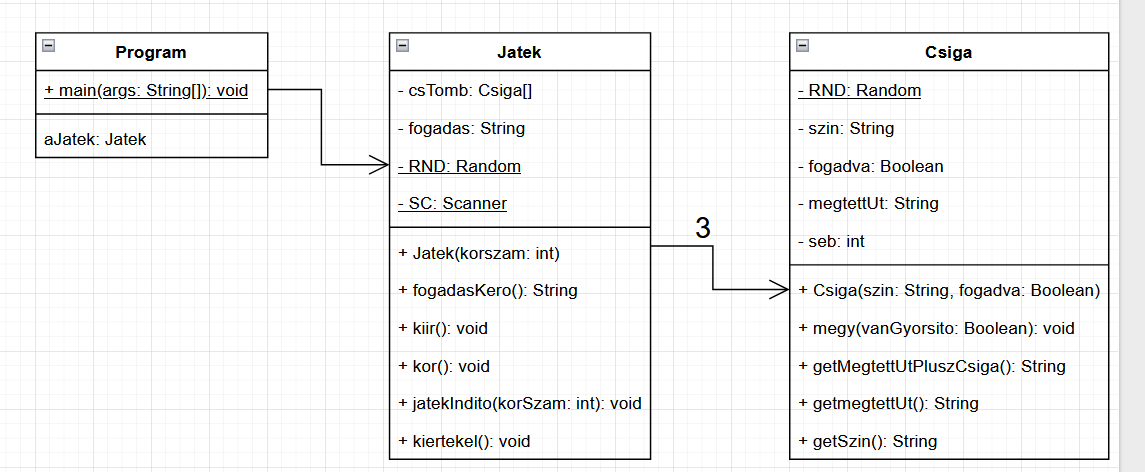 Program
+ main(args: String[]): void
aJatek: Jatek
Jatek
- csTomb: Csiga[]
- fogadas: String
- RND: Random
- SC: Scanner
+ Jatek(korszam: int)
+ fogadasKero(): String
+ kiir(): void
+ kor(): void
+ jatekIndito(korSzam: int): void
+ kiertekel(): void
3
Csiga
- RND: Random
- szin: String
- fogadva: Boolean
- megtettUt: String
- seb: int
+ Csiga(szin: String, fogadva: Boolean)
+ megy(vanGyorsito: Boolean): void
+ getMegtettUtPluszCsiga(): String
+ getmegtettUt(): String
+ getSzin(): String